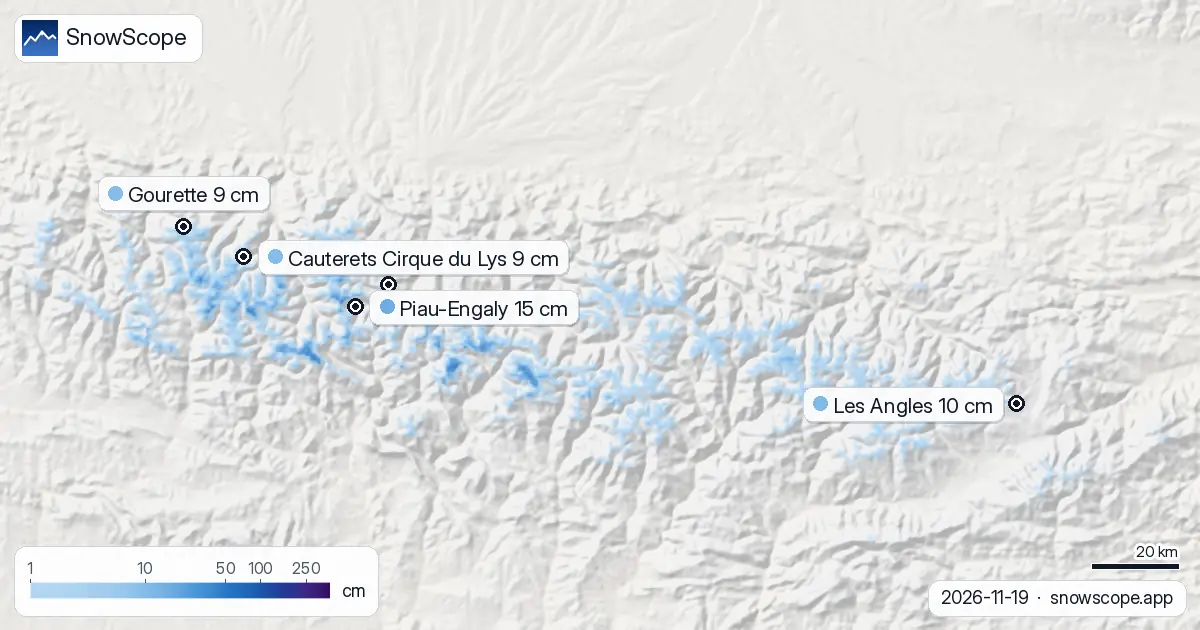 SnowScope
Gourette 9 cm
Cauterets Cirque du Lys 9 cm
Piau-Engaly 15 cm
Les Angles 10 cm
1 10 50 100 250
cm
20 km
2026-11-19 · snowscope.app